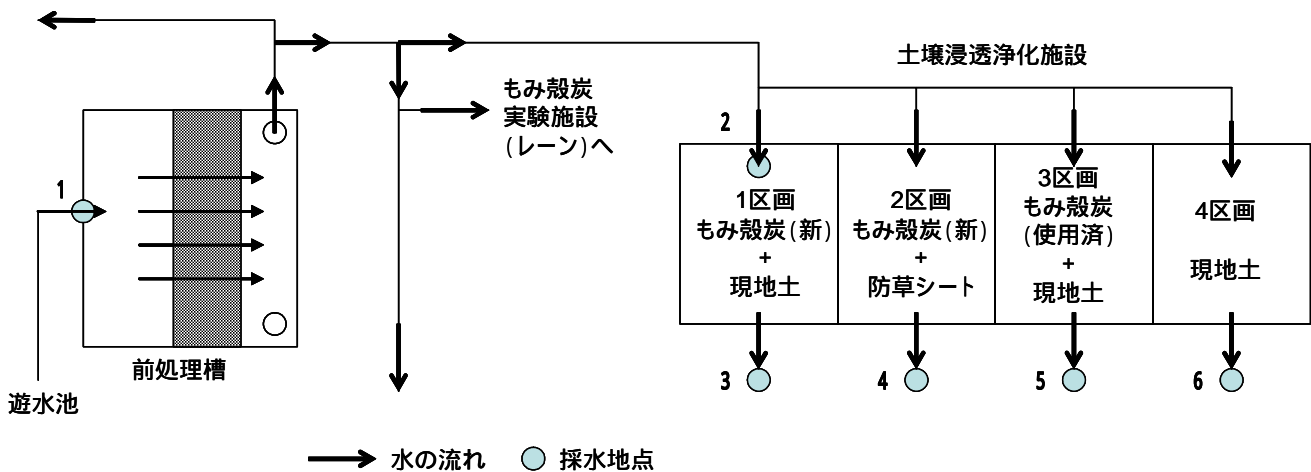 土壌浸透浄化施設
もみ殻炭
実験施設
(レーン)へ
1
2
1区画
もみ殻炭(新)
+
現地土
2区画
もみ殻炭(新)
+
防草シート
3区画
もみ殻炭
(使用済)
+
現地土
4区画
現地土
前処理槽
遊水池
3
4
5
6
水の流れ
採水地点